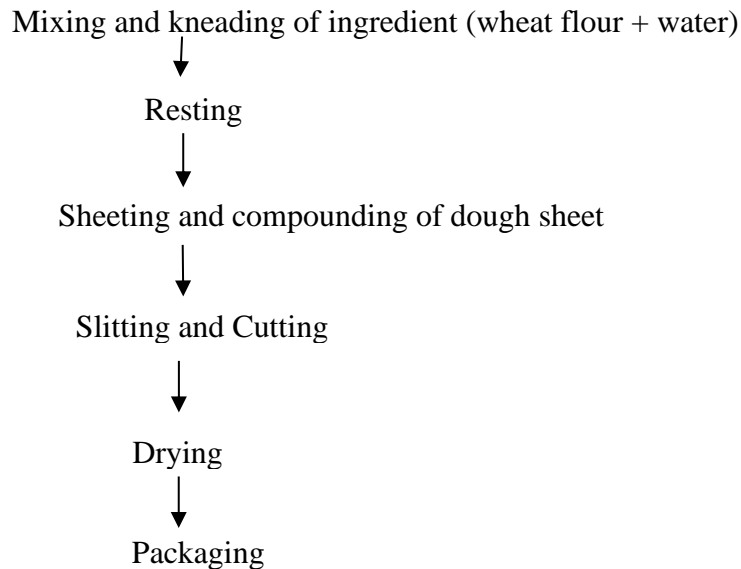 Mixing and kneading of ingredient (wheat flour + water)
Resting
Sheeting and compounding of dough sheet
Slitting and Cutting
Drying
Packaging